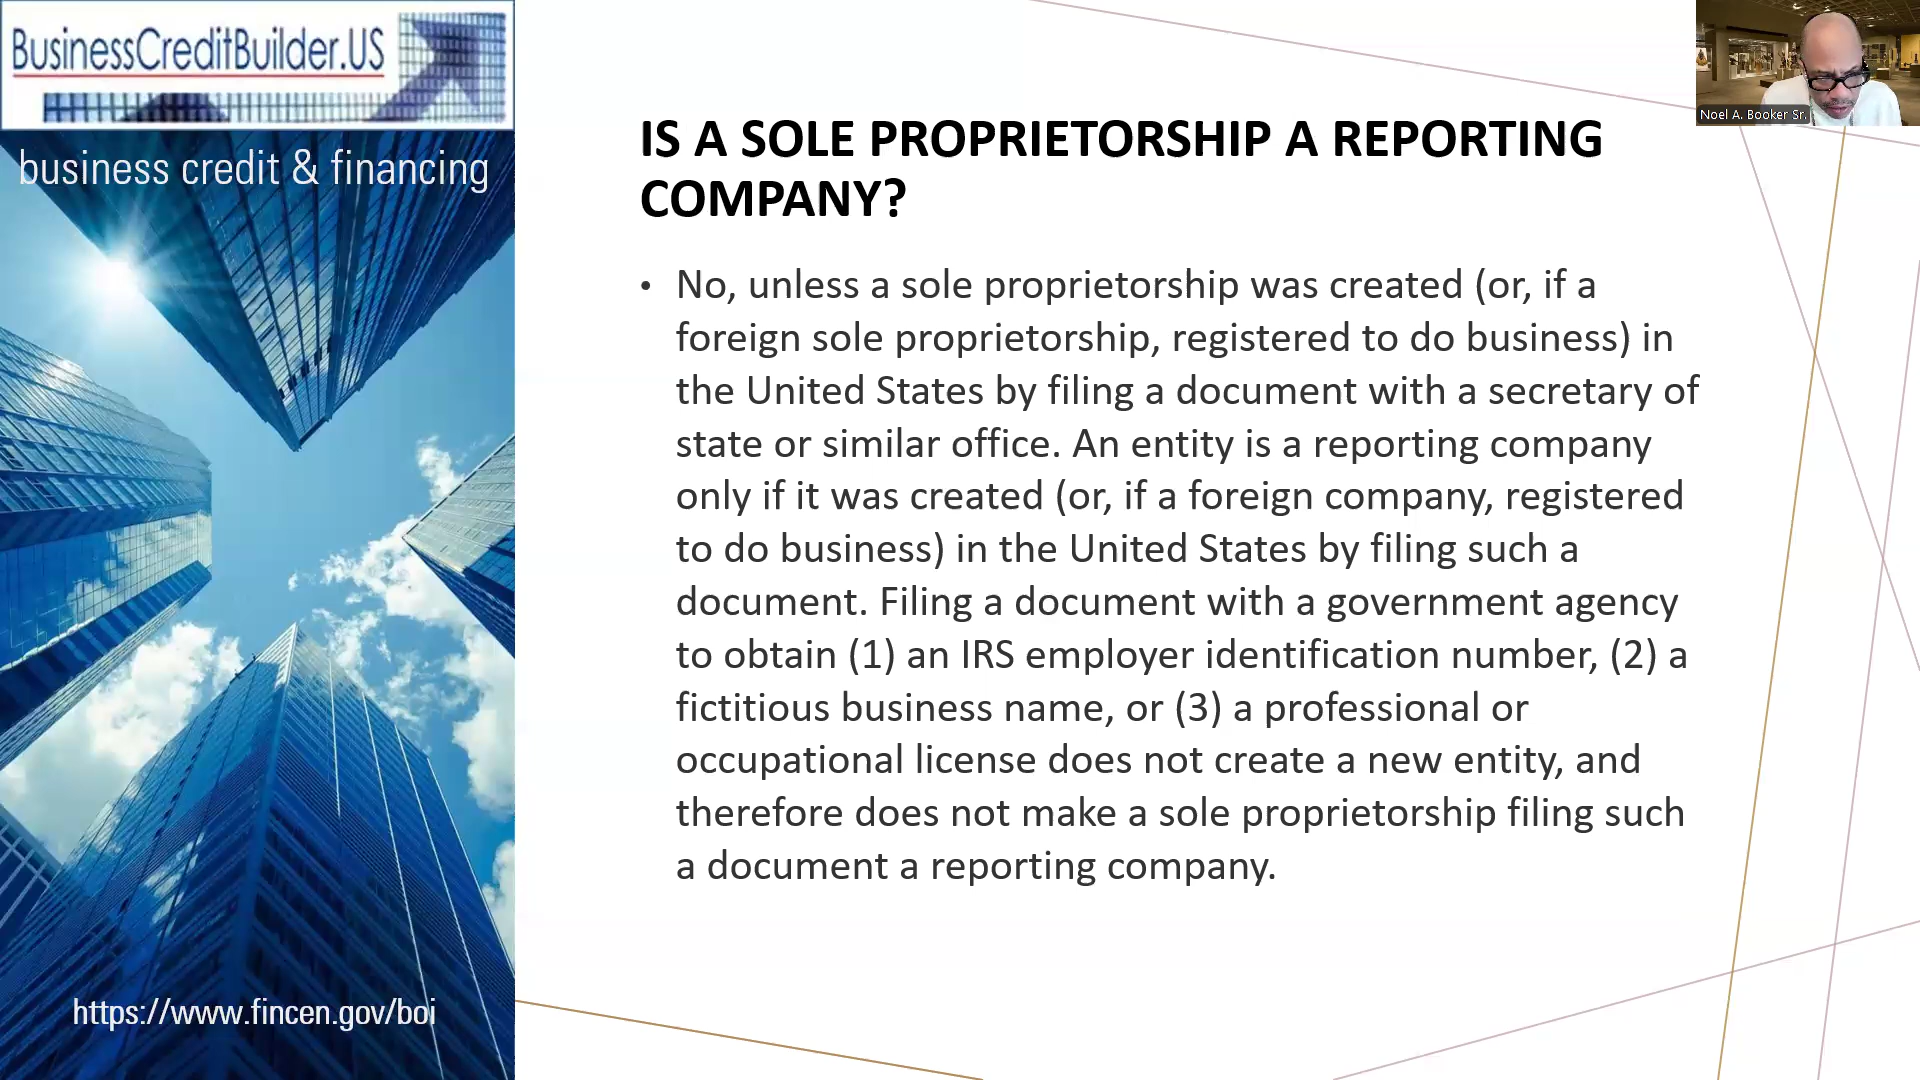 BusinessCreditBuilder.US
business credit & financing
https://www.fincen.gov/boi
IS A SOLE PROPRIETORSHIP A REPORTING
COMPANY?
• No, unless a sole proprietorship was created (or, if a
foreign sole proprietorship, registered to do business) in
the United States by filing a document with a secretary of
state or similar office. An entity is a reporting company
only if it was created (or, if a foreign company, registered
to do business) in the United States by filing such a
document. Filing a document with a government agency
to obtain (1) an IRS employer identification number, (2) a
fictitious business name, or (3) a professional or
occupational license does not create a new entity, and
therefore does not make a sole proprietorship filing such
a document a reporting company.
Noel A. Booker Sr.